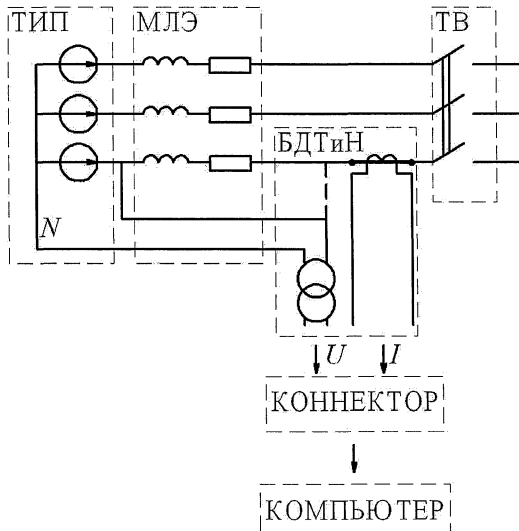 ТИП
МЛЭ
ТВ
БДТиН
N
U
I
КОННЕКТОР
КОМПЬЮТЕР